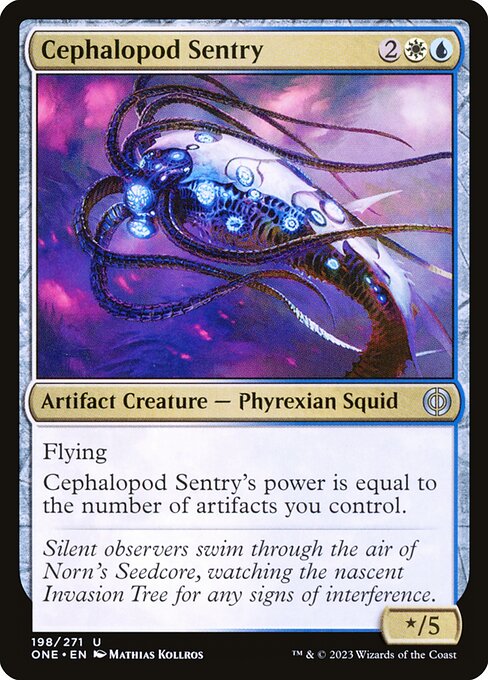 Cephalopod Sentry 2
Artifact Creature — Phyrexian Squid
Flying
Cephalopod Sentry's power is equal to
the number of artifacts you control.
Silent observers swim through the air of
Norn's Seedcore, watching the nascent
Invasion Tree for any signs of interference.
★/5
198/271 U
ONE • EN Mathias Kollros
™ & © 2023 Wizards of the Coast